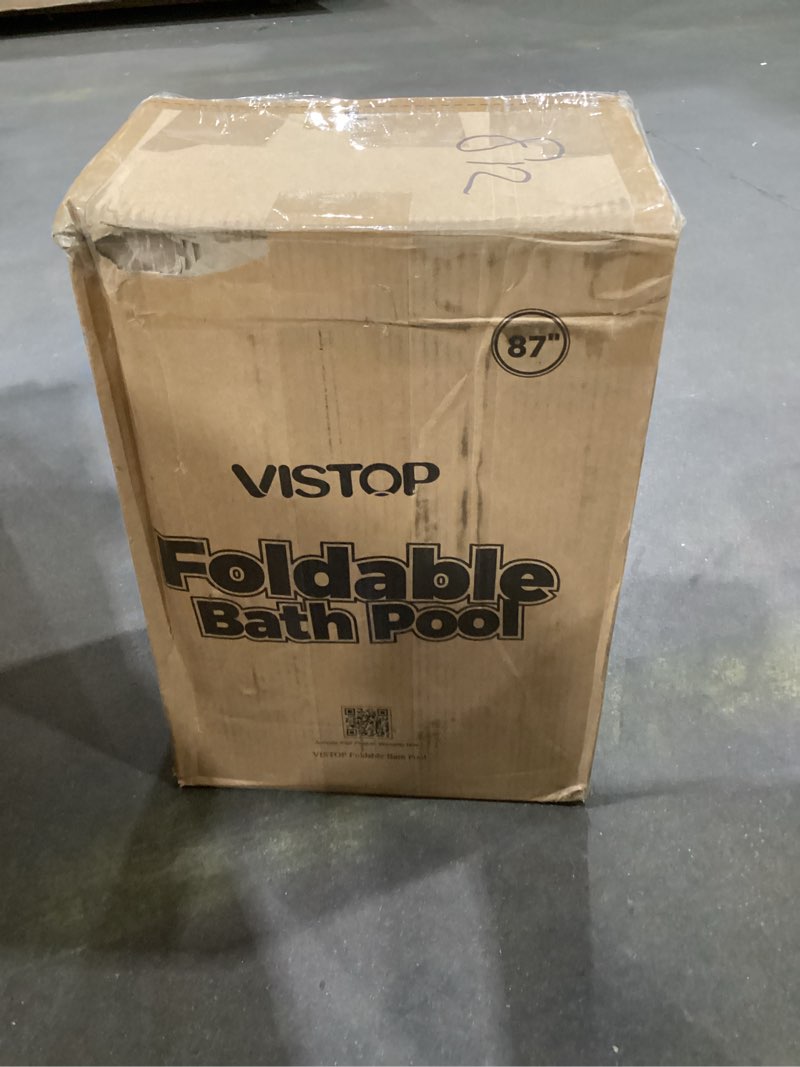 812
87"
VISTOP
Foldable
Bath Pool
VISTOP Foldable Bath Pool